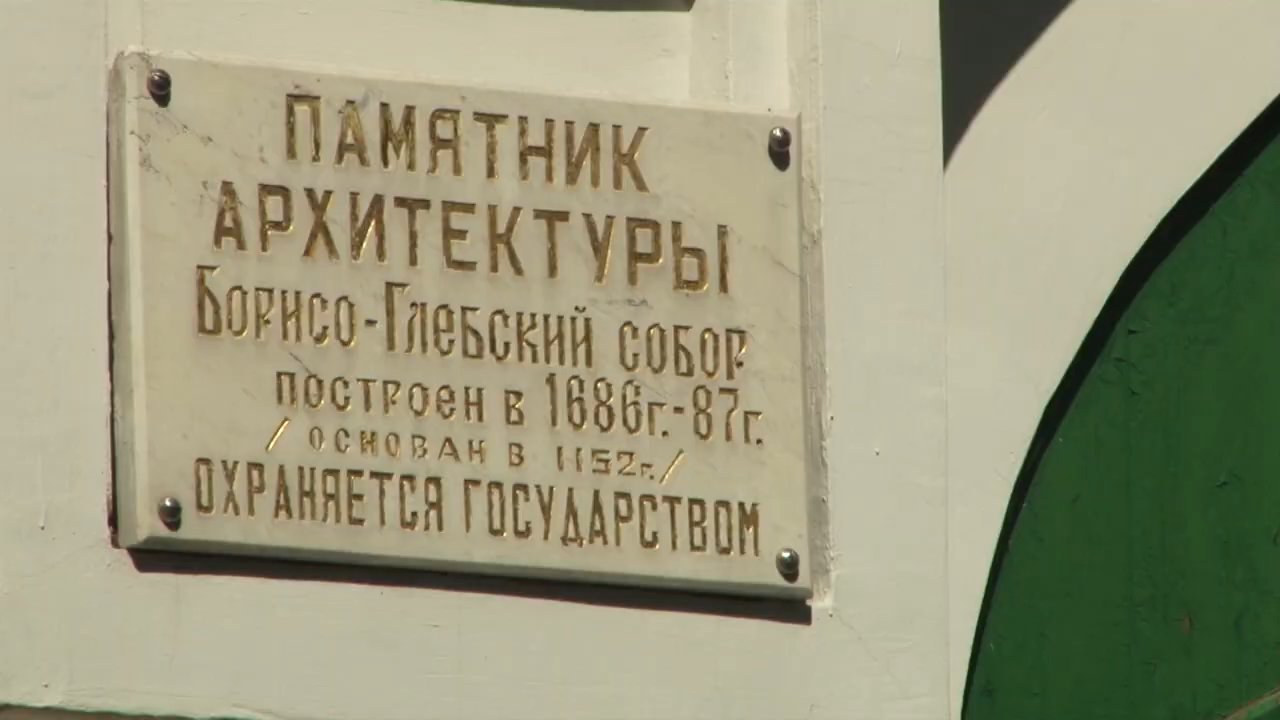 ПАМЯТНИК
АРХИТЕКТУРЫ
Борисо-Глебский собор
построен в 1686г.-87г.
/ основан в 1152г./
ОХРАНЯЕТСЯ ГОСУДАРСТВОМ